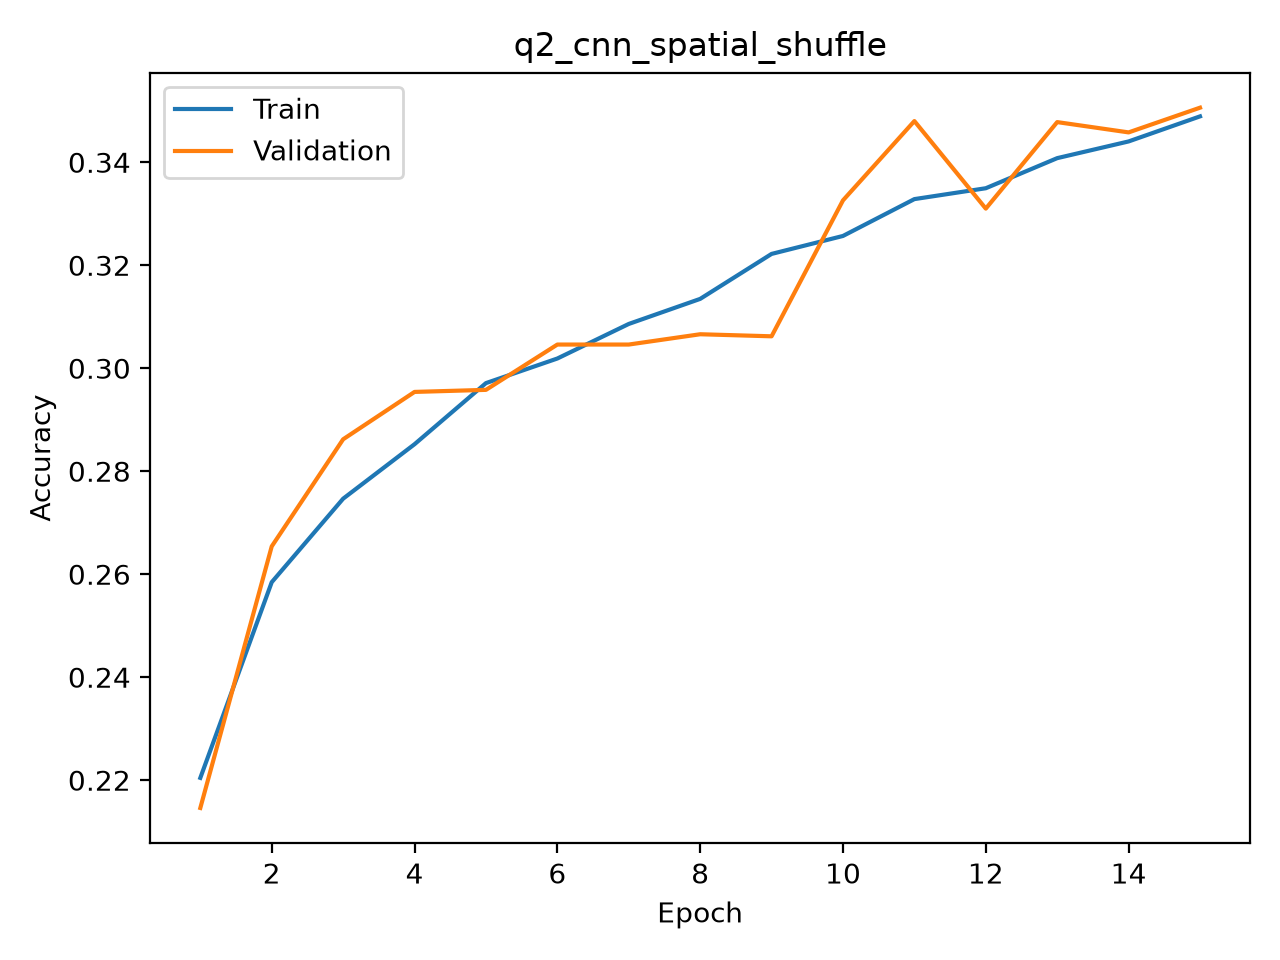 q2_cnn_spatial_shuffle
Train
Validation
0.34
0.32
0.30
0.28
0.26
0.24
0.22
Accuracy
2 4 6 8 10 12 14
Epoch